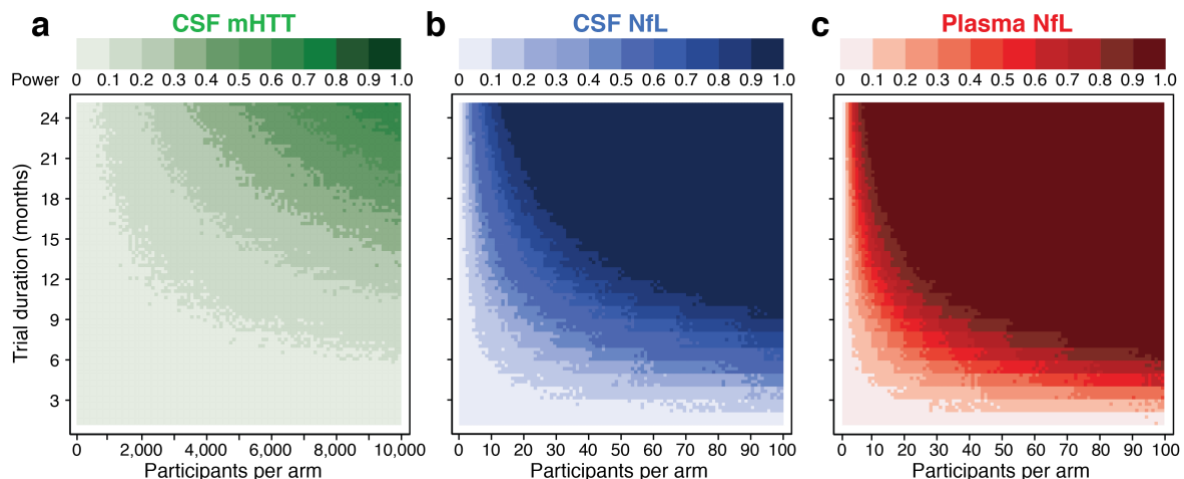 a CSF mHTT
Power 0 0.1 0.2 0.3 0.4 0.5 0.6 0.7 0.8 0.9 1.0
Trial duration (months)
24
21
18
15
12
9
6
3
0 2,000 4,000 6,000 8,000 10,000
Participants per arm
b CSF NfL
0 0.1 0.2 0.3 0.4 0.5 0.6 0.7 0.8 0.9 1.0
0 10 20 30 40 50 60 70 80 90 100
Participants per arm
c Plasma NfL
0 0.1 0.2 0.3 0.4 0.5 0.6 0.7 0.8 0.9 1.0
0 10 20 30 40 50 60 70 80 90 100
Participants per arm